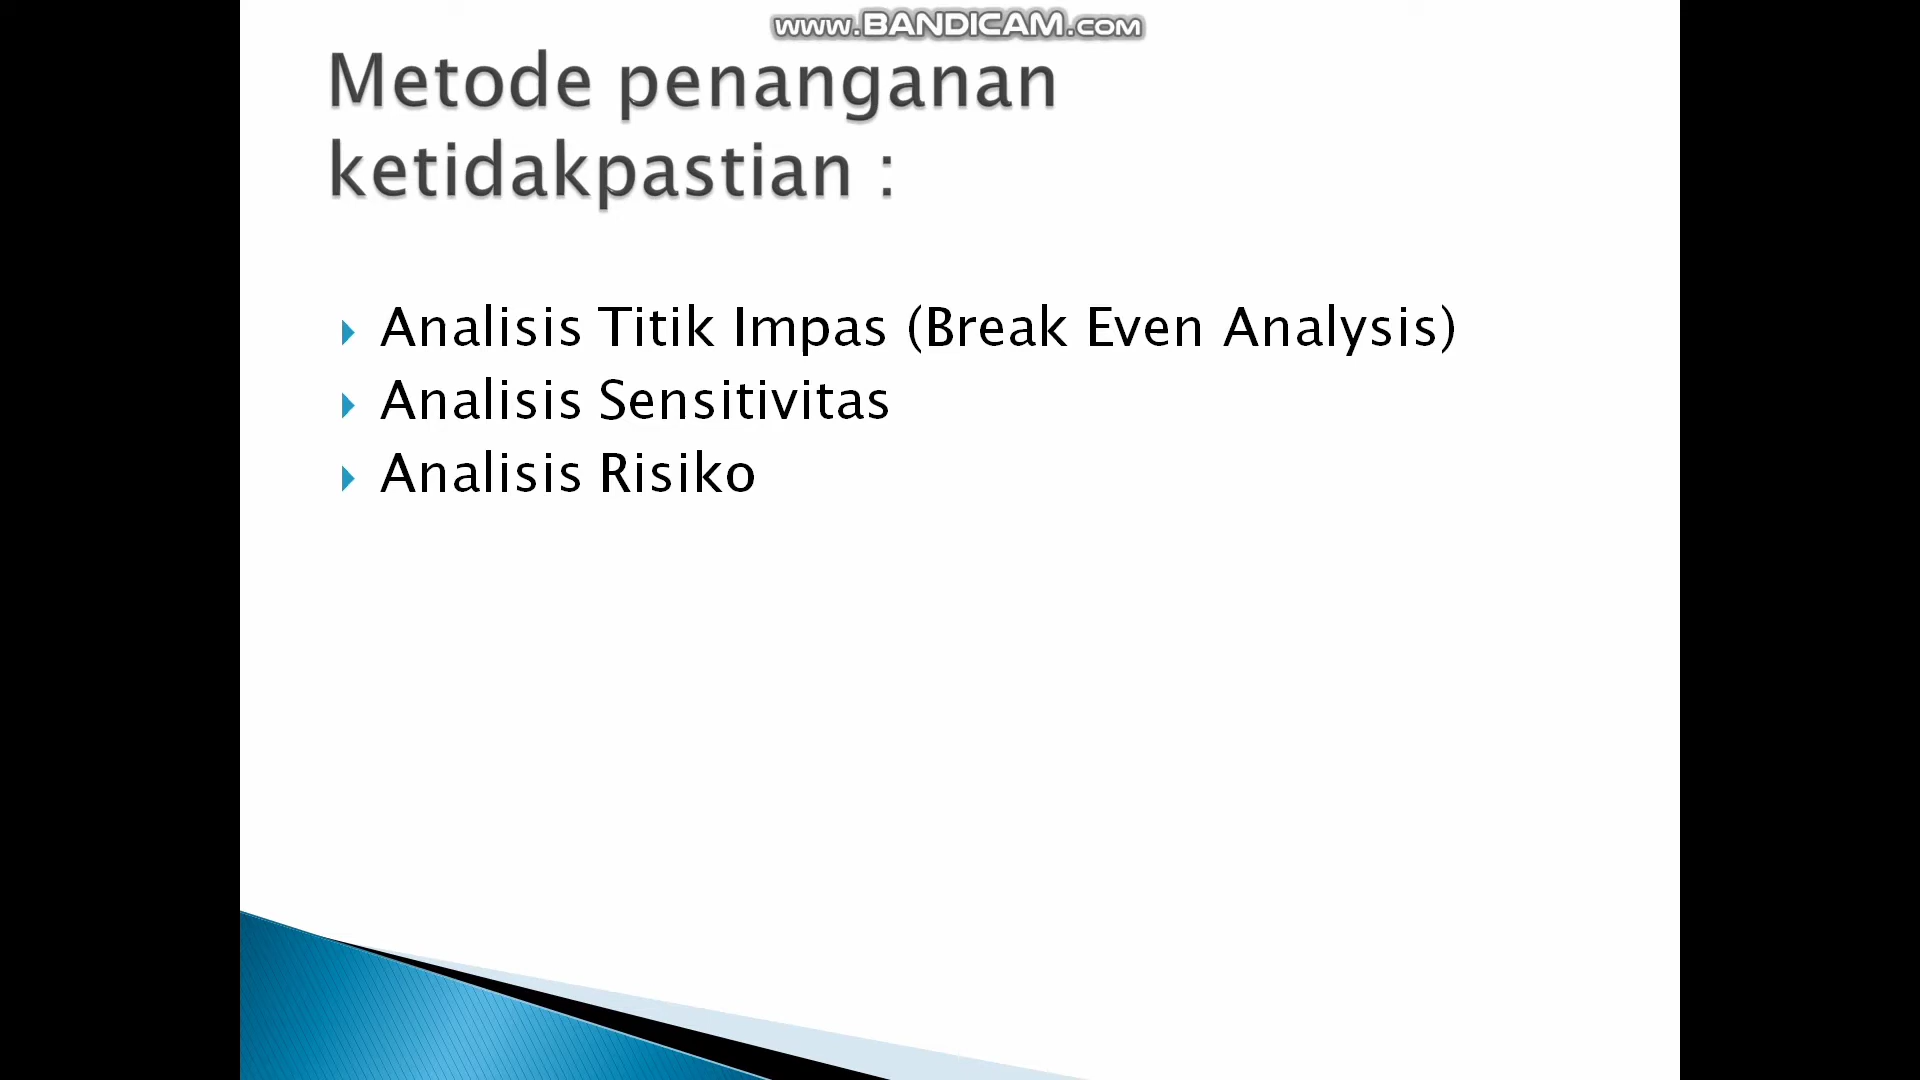 www.BANDICAM.com
Metode penanganan
ketidakpastian :
Analisis Titik Impas (Break Even Analysis)
Analisis Sensitivitas
Analisis Risiko